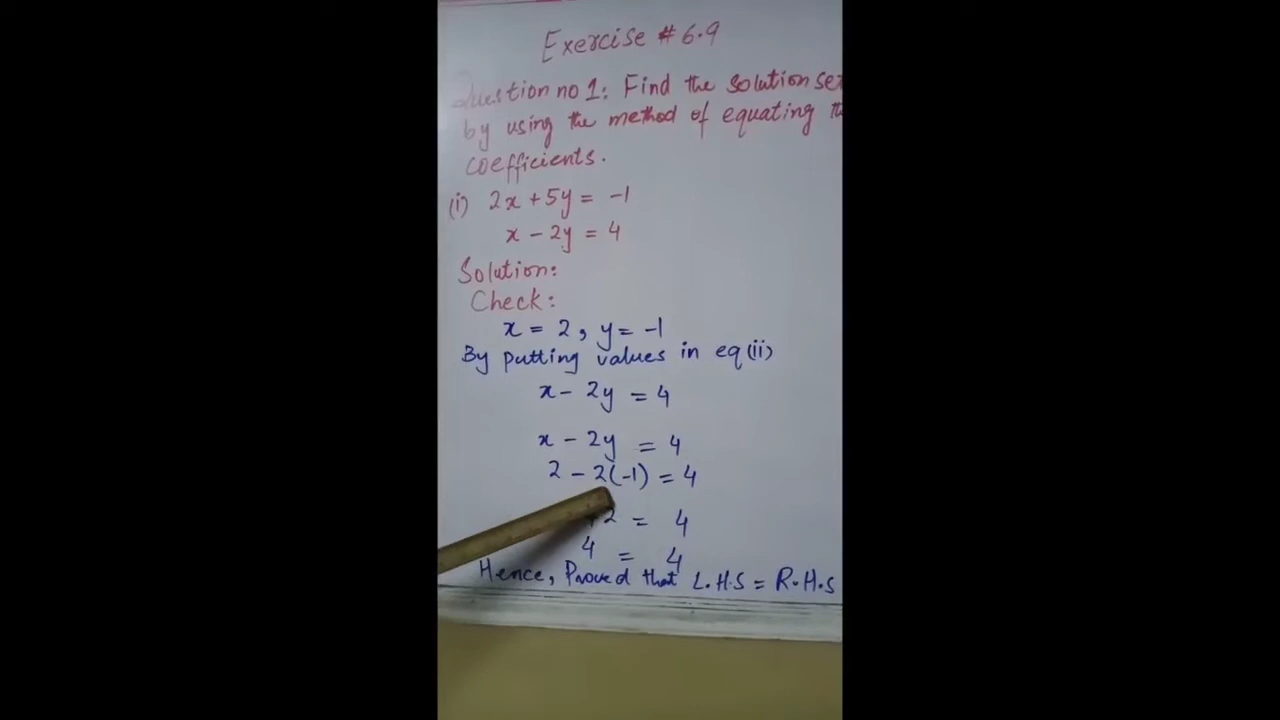 Exercise # 6.9
Question no 1: Find the solution set
by using the method of equating the
coefficients.
(i) 2x + 5y = -1
x - 2y = 4
Solution:
Check:
x = 2, y = -1
By putting values in eq (ii)
x - 2y = 4
x - 2y = 4
2 - 2(-1) = 4
+2 = 4
4 = 4
Hence, Proved that L.H.S = R.H.S